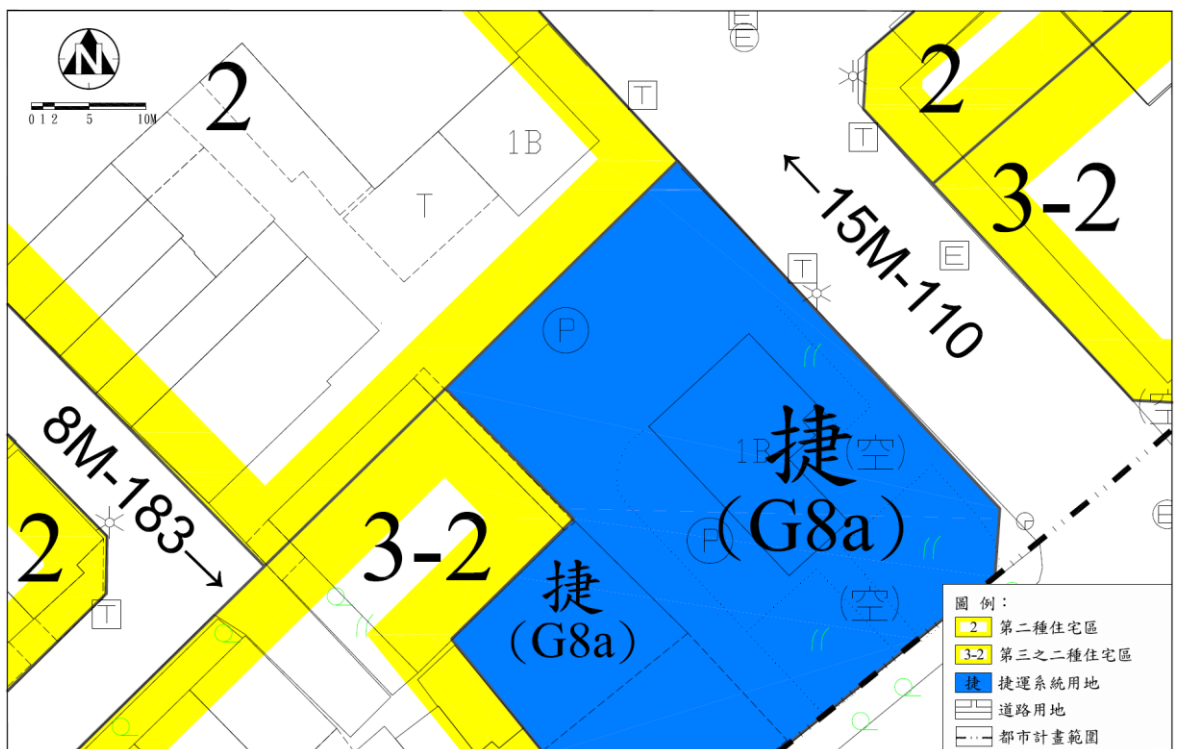 E
E
N
0 1 2 5 10M
2
T
1B
T
2
T
3-2
←15M-110
E
T
P
8M-183→
1B
捷
(空)
(G8a)
P
3-2
2
捷
(G8a)
(空)
T
E
圖 例：
2 第二種住宅區
3-2 第三之二種住宅區
捷 捷運系統用地
道路用地
都市計畫範圍